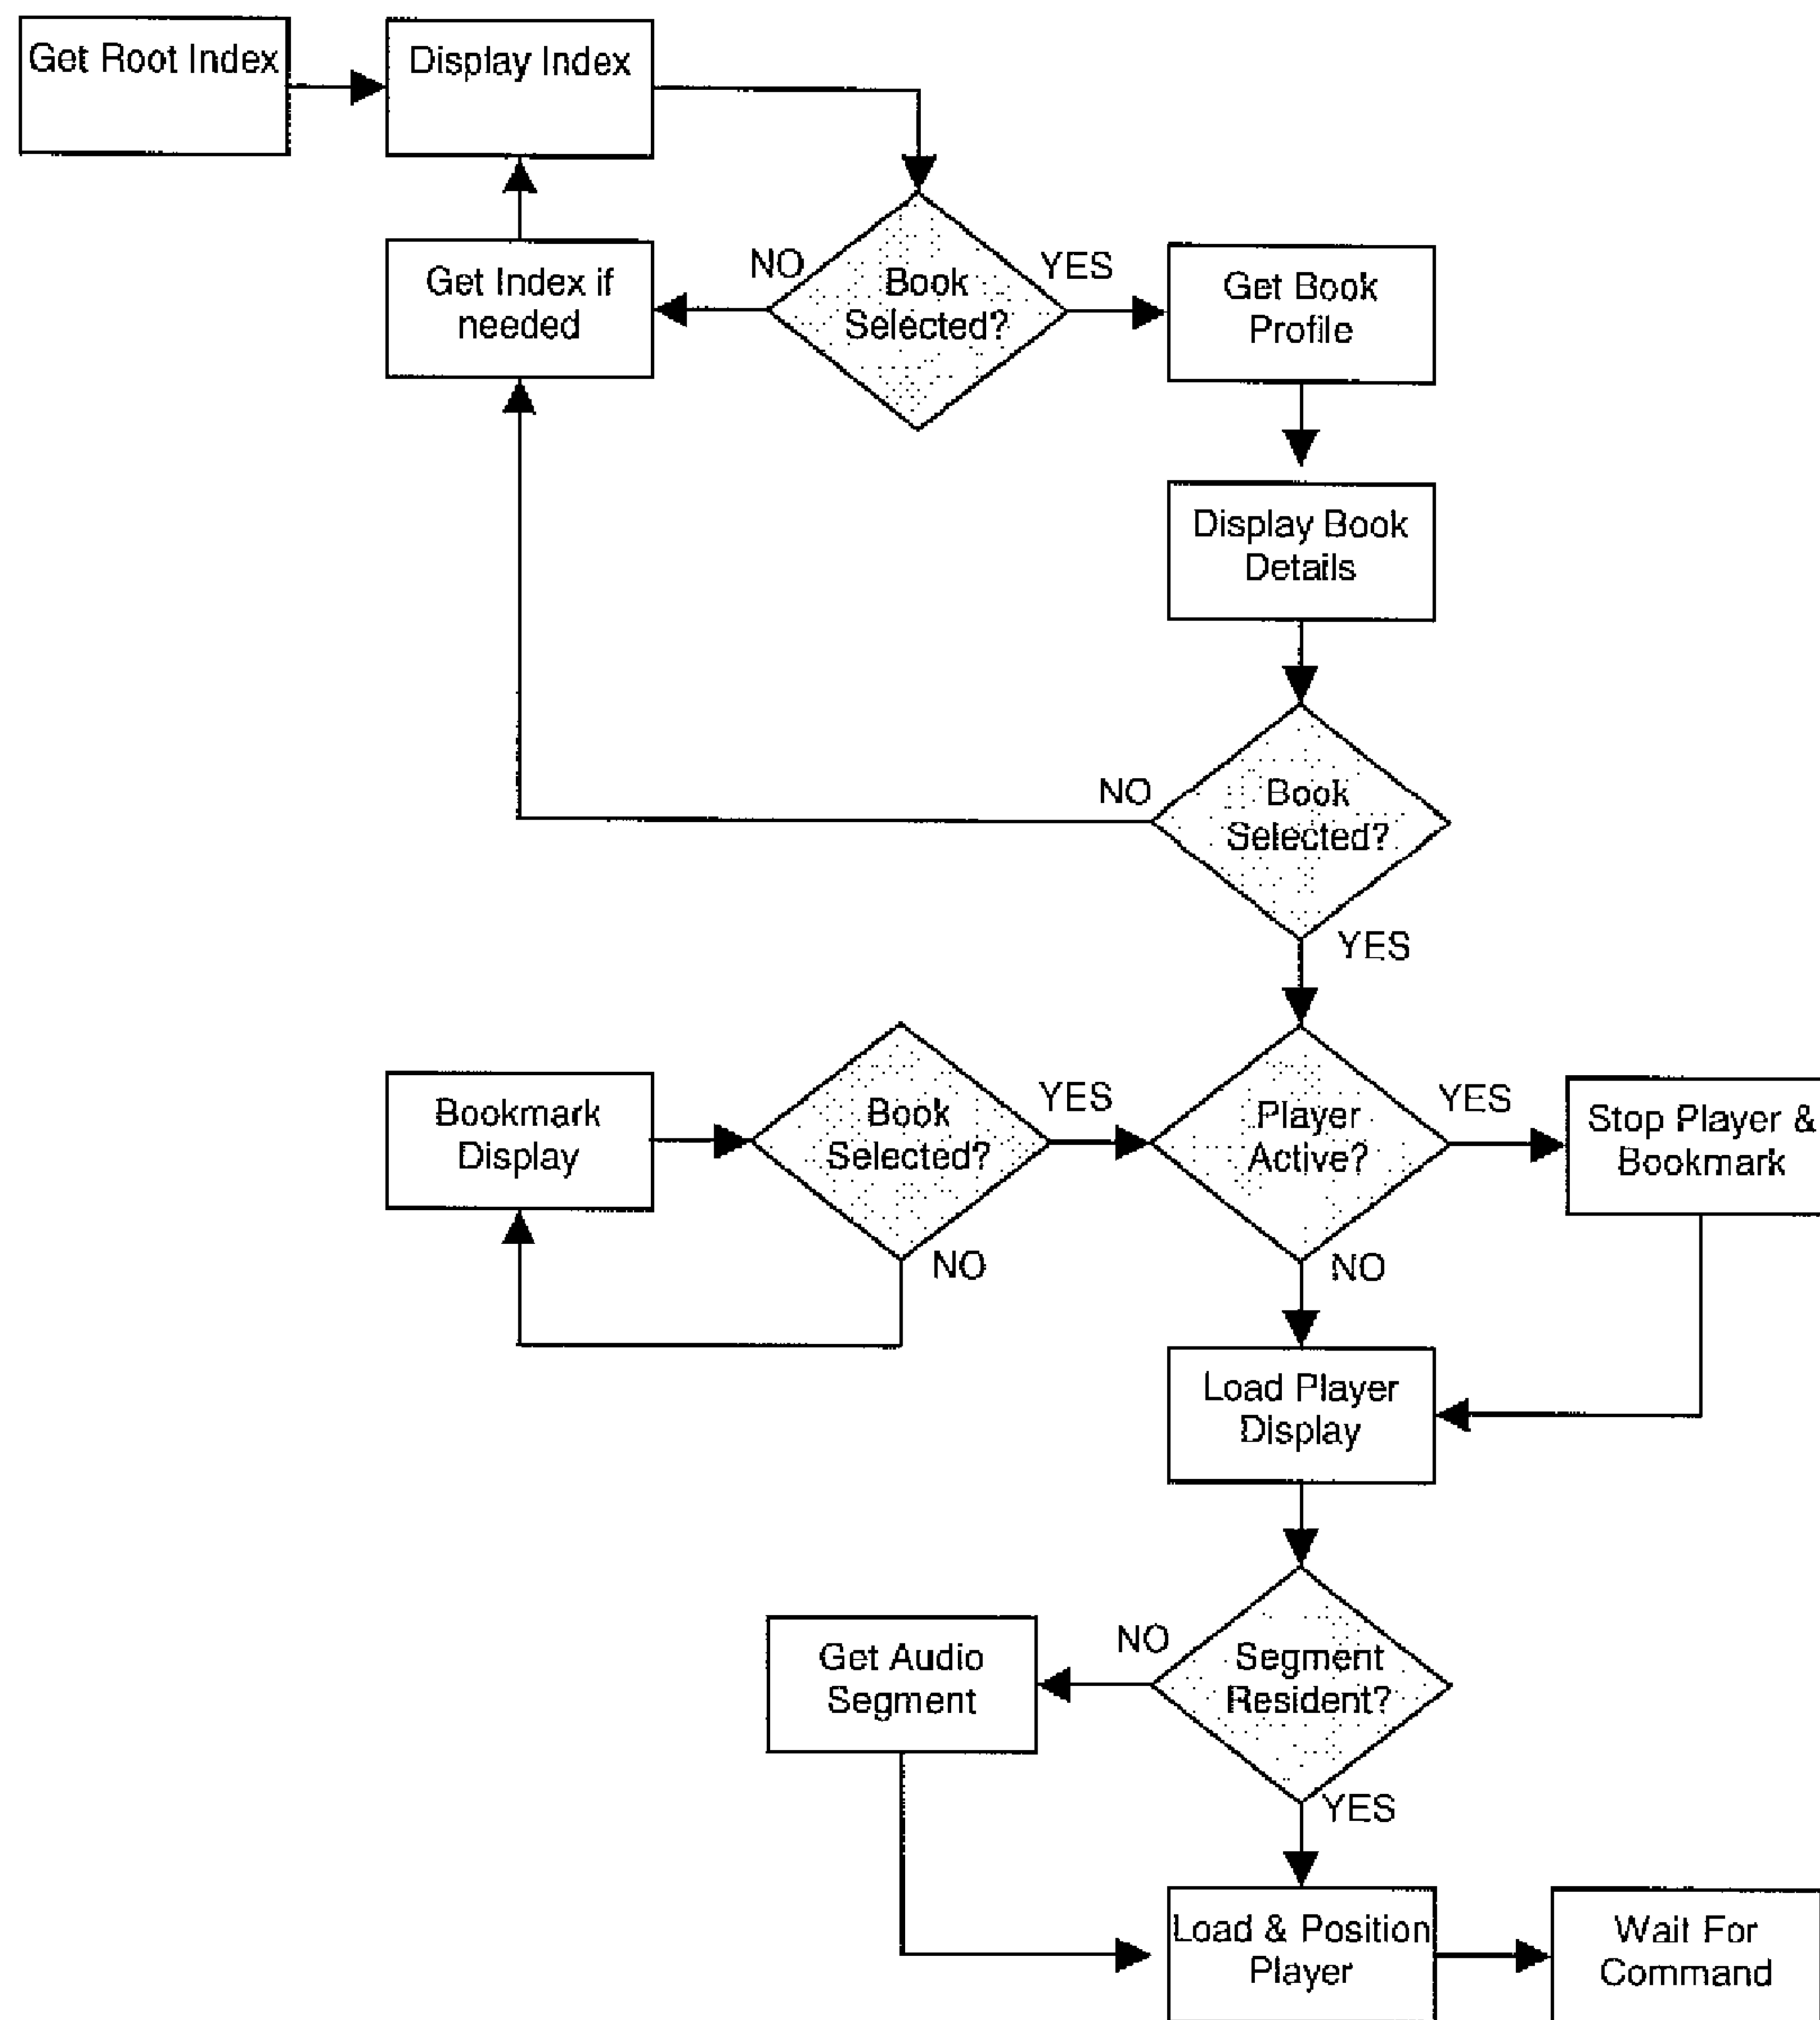 Get Root Index
Display Index
Get Index if
needed
NO
Book
Selected?
YES
Get Book
Profile
Display Book
Details
NO
Book
Selected?
YES
Bookmark
Display
Book
Selected?
YES
NO
Player
Active?
YES
NO
Stop Player &
Bookmark
Load Player
Display
Get Audio
Segment
NO
Segment
Resident?
YES
Load & Position
Player
Wait For
Command